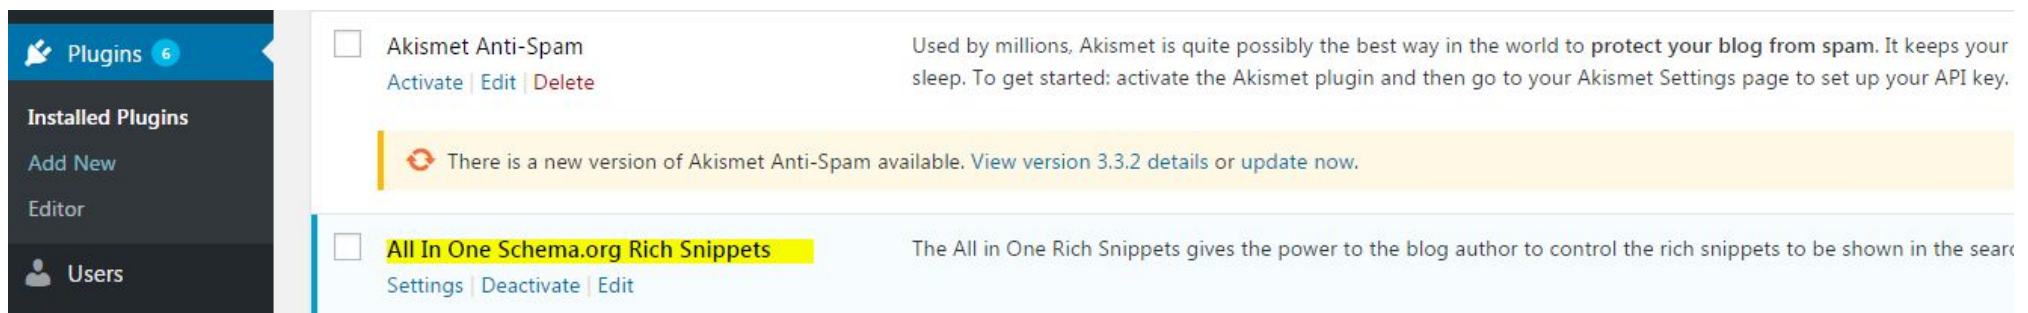 Plugins 6
Installed Plugins
Add New
Editor
Users
Akismet Anti-Spam
Activate | Edit | Delete
Used by millions, Akismet is quite possibly the best way in the world to protect your blog from spam. It keeps your
sleep. To get started: activate the Akismet plugin and then go to your Akismet Settings page to set up your API key.
There is a new version of Akismet Anti-Spam available. View version 3.3.2 details or update now.
All In One Schema.org Rich Snippets
Settings | Deactivate | Edit
The All in One Rich Snippets gives the power to the blog author to control the rich snippets to be shown in the